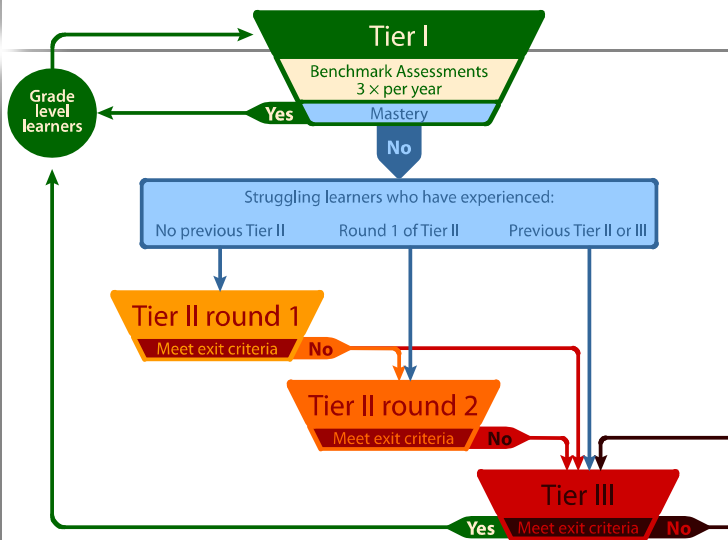 Tier I
Benchmark Assessments
3 × per year
Grade
level
learners
Yes
Mastery
No
Struggling learners who have experienced:
No previous Tier II
Round 1 of Tier II
Previous Tier II or III
Tier II round 1
Meet exit criteria
No
Tier II round 2
Meet exit criteria
No
Tier III
Yes
Meet exit criteria
No